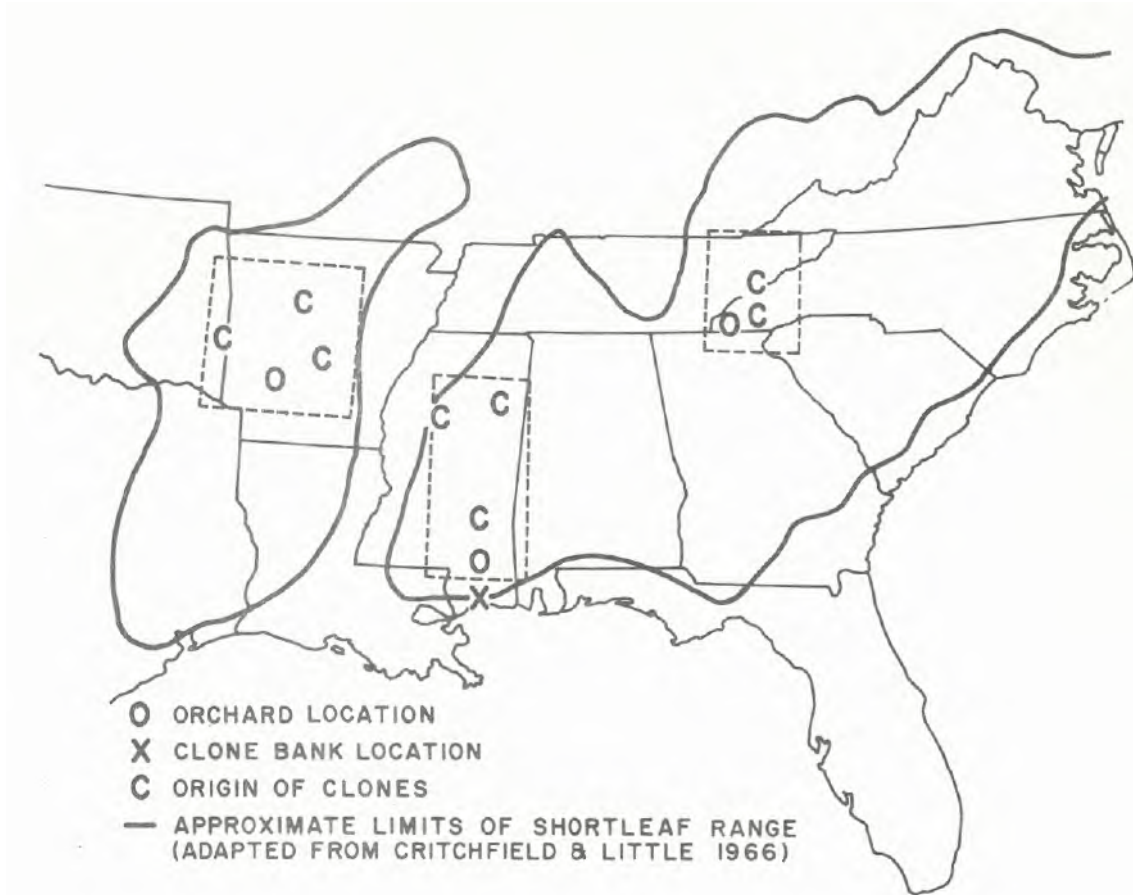 C
C
C
C
O
C
O
C
C
C
O
C
O
X
O ORCHARD LOCATION
X CLONE BANK LOCATION
C ORIGIN OF CLONES
— APPROXIMATE LIMITS OF SHORTLEAF RANGE
(ADAPTED FROM CRITCHFIELD & LITTLE 1966)